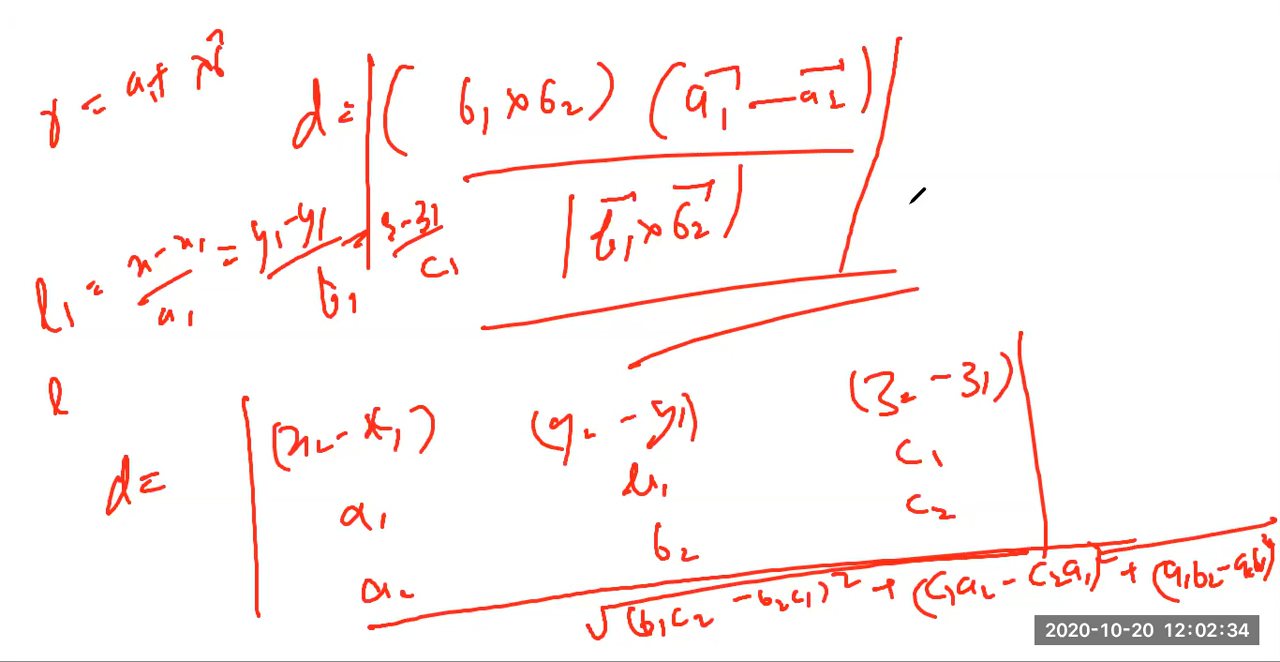 r = a₁ + λb̂
d = | (b₁ × b₂) (a₁⃗ — a₂⃗) / |b₁⃗ × b₂⃗| |
l₁ = (x - x₁)/a₁ = (y₁ - y₁)/b₁ = (z - z₁)/c₁
l
d = | (x₂ - x₁) (y₂ - y₁) (z₂ - z₁) |
a₁ b₁ c₁
a₂ b₂ c₂
√(b₁c₂ - b₂c₁)² + (c₁a₂ - c₂a₁)² + (a₁b₂ - a₂b₁)²
2020-10-20 12:02:34